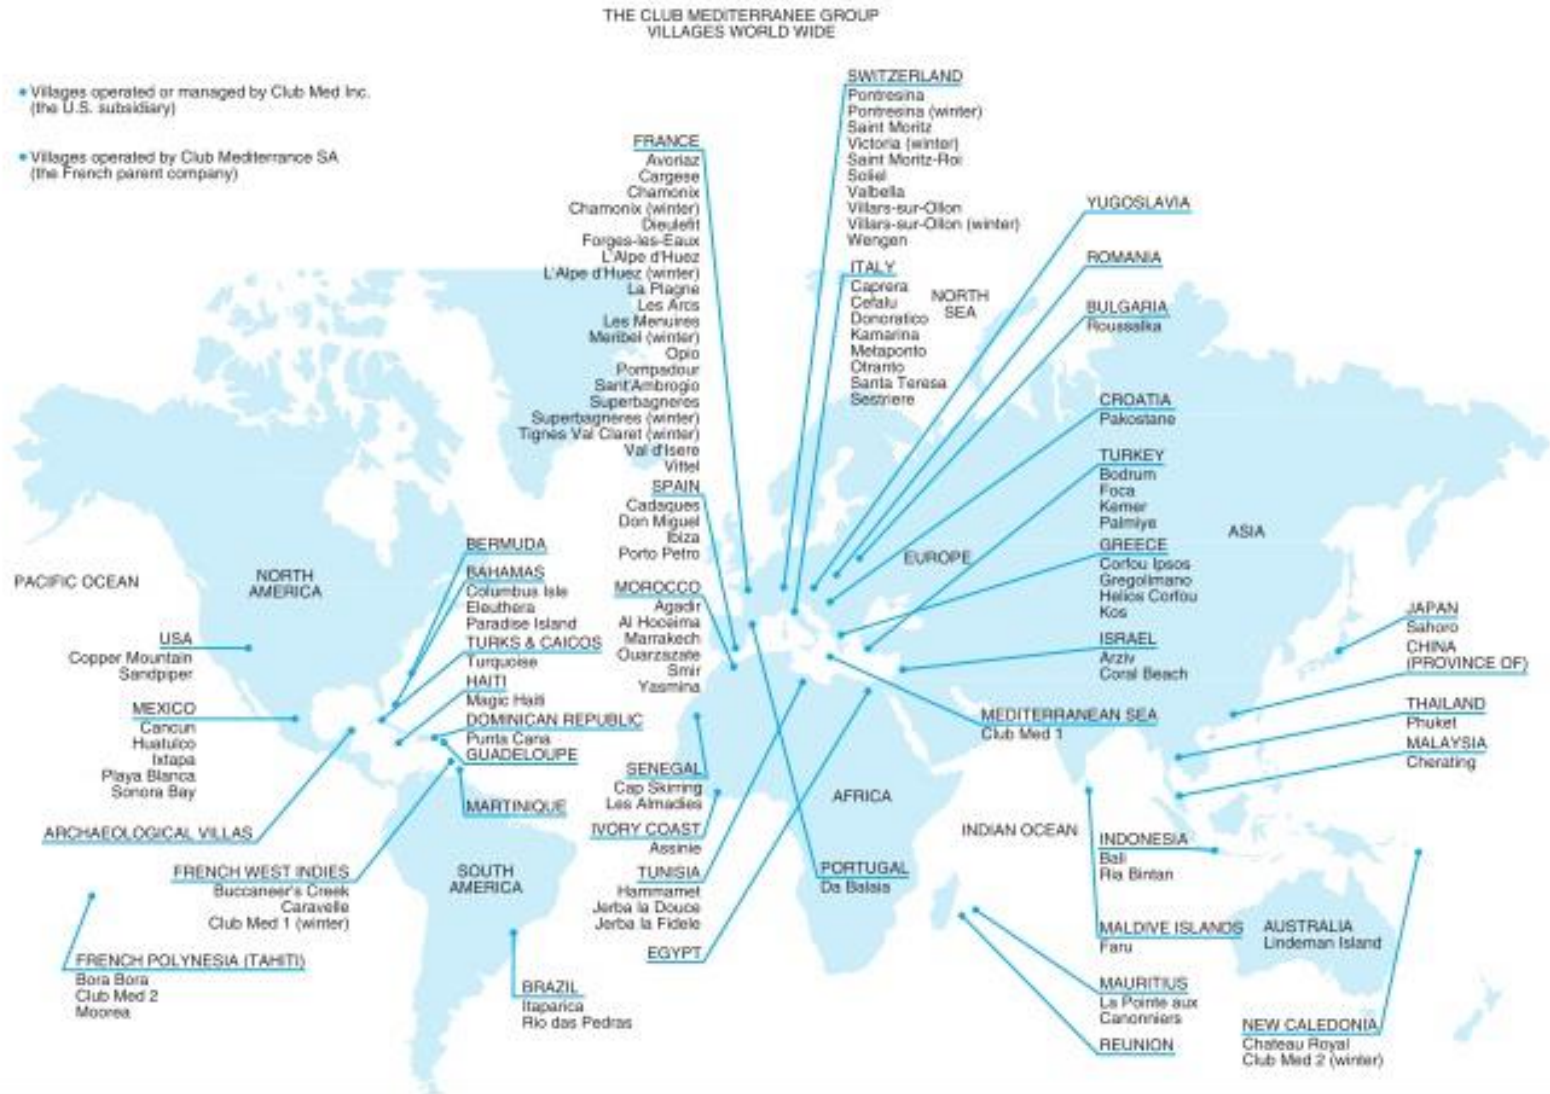 THE CLUB MEDITERRANEE GROUP
VILLAGES WORLD WIDE
Villages operated or managed by Club Med Inc.
(the U.S. subsidiary)
Villages operated by Club Mediterrance SA
(the French parent company)
FRANCE
Avoriaz
Cargese
Chamonix
Chamonix (winter)
Dieulefit
Forges-les-Eaux
L'Alpe d'Huez
L'Alpe d'Huez (winter)
La Plagne
Les Arcs
Les Menuires
Meribel (winter)
Opio
Pompadour
Sant'Ambrogio
Superbagneres
Superbagneres (winter)
Tignes Val Claret (winter)
Val d'Isere
Vittel
SPAIN
Cadaques
Don Miguel
Ibiza
Porto Petro
MOROCCO
Agadir
Al Hoceima
Marrakech
Ouarzazate
Smir
Yasmina
SENEGAL
Cap Skirring
Les Almadies
IVORY COAST
Assinie
TUNISIA
Hammamet
Jerba la Douce
Jerba la Fidele
EGYPT
SWITZERLAND
Pontresina
Pontresina (winter)
Saint Moritz
Victoria (winter)
Saint Moritz-Roi
Soliel
Valbella
Villars-sur-Ollon
Villars-sur-Ollon (winter)
Wengen
ITALY
Caprera
Cefalu
Donoratico
Kamarina
Metaponto
Otranto
Santa Teresa
Sestriere
NORTH
SEA
YUGOSLAVIA
ROMANIA
BULGARIA
Roussalka
CROATIA
Pakostane
TURKEY
Bodrum
Foca
Kemer
Palmiye
GREECE
Corfou Ipsos
Gregolimano
Helios Corfou
Kos
ISRAEL
Arziv
Coral Beach
MEDITERRANEAN SEA
Club Med 1
EUROPE
ASIA
AFRICA
INDIAN OCEAN
PORTUGAL
Da Balaia
PACIFIC OCEAN
NORTH
AMERICA
USA
Copper Mountain
Sandpiper
MEXICO
Cancun
Huatulco
Ixtapa
Playa Blanca
Sonora Bay
ARCHAEOLOGICAL VILLAS
FRENCH WEST INDIES
Buccaneer's Creek
Caravelle
Club Med 1 (winter)
FRENCH POLYNESIA (TAHITI)
Bora Bora
Club Med 2
Moorea
BERMUDA
BAHAMAS
Columbus Isle
Eleuthera
Paradise Island
TURKS & CAICOS
Turquoise
HAITI
Magic Haiti
DOMINICAN REPUBLIC
Punta Cana
GUADELOUPE
MARTINIQUE
SOUTH
AMERICA
BRAZIL
Itaparica
Rio das Pedras
JAPAN
Sahoro
CHINA
(PROVINCE OF)
THAILAND
Phuket
MALAYSIA
Cherating
INDONESIA
Bali
Ria Bintan
MALDIVE ISLANDS
Faru
AUSTRALIA
Lindeman Island
MAURITIUS
La Pointe aux
Canonniers
REUNION
NEW CALEDONIA
Chateau Royal
Club Med 2 (winter)